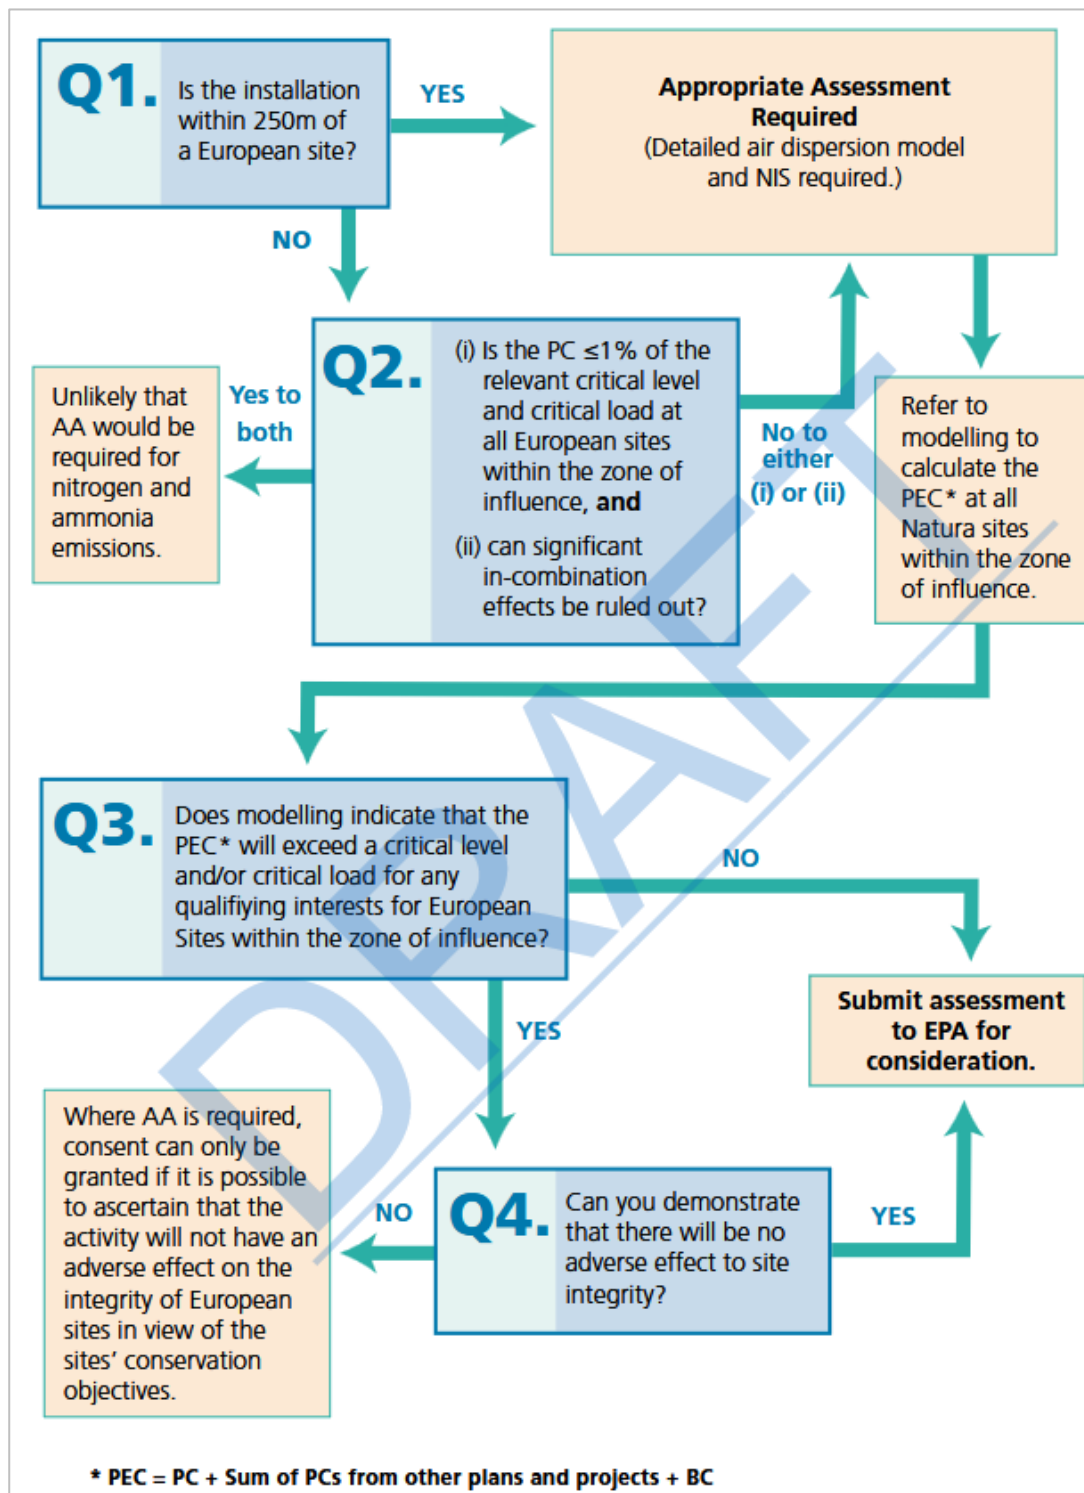 Q1.
Is the installation
within 250m of
a European site?
YES
Appropriate Assessment
Required
(Detailed air dispersion model
and NIS required.)
NO
Q2.
(i) Is the PC ≤1% of the
relevant critical level
and critical load at
all European sites
within the zone of
influence, and
(ii) can significant
in-combination
effects be ruled out?
Yes to
both
Unlikely that
AA would be
required for
nitrogen and
ammonia
emissions.
No to
either
(i) or (ii)
Refer to
modelling to
calculate the
PEC* at all
Natura sites
within the zone
of influence.
Q3.
Does modelling indicate that the
PEC* will exceed a critical level
and/or critical load for any
qualifiying interests for European
Sites within the zone of influence?
NO
YES
Submit assessment
to EPA for
consideration.
Q4.
Can you demonstrate
that there will be no
adverse effect to site
integrity?
YES
NO
Where AA is required,
consent can only be
granted if it is possible
to ascertain that the
activity will not have an
adverse effect on the
integrity of European
sites in view of the
sites' conservation
objectives.
* PEC = PC + Sum of PCs from other plans and projects + BC
DRAFT